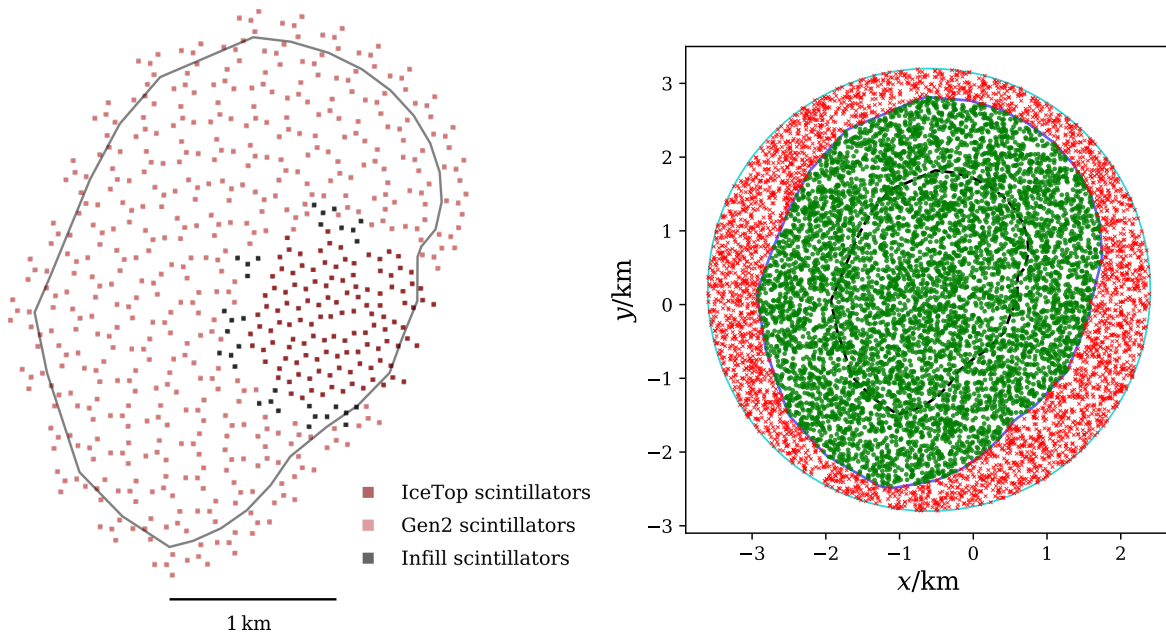 IceTop scintillators
Gen2 scintillators
Infill scintillators
1 km
3
2
1
0
−1
−2
−3
y/km
−3 −2 −1 0 1 2
x/km